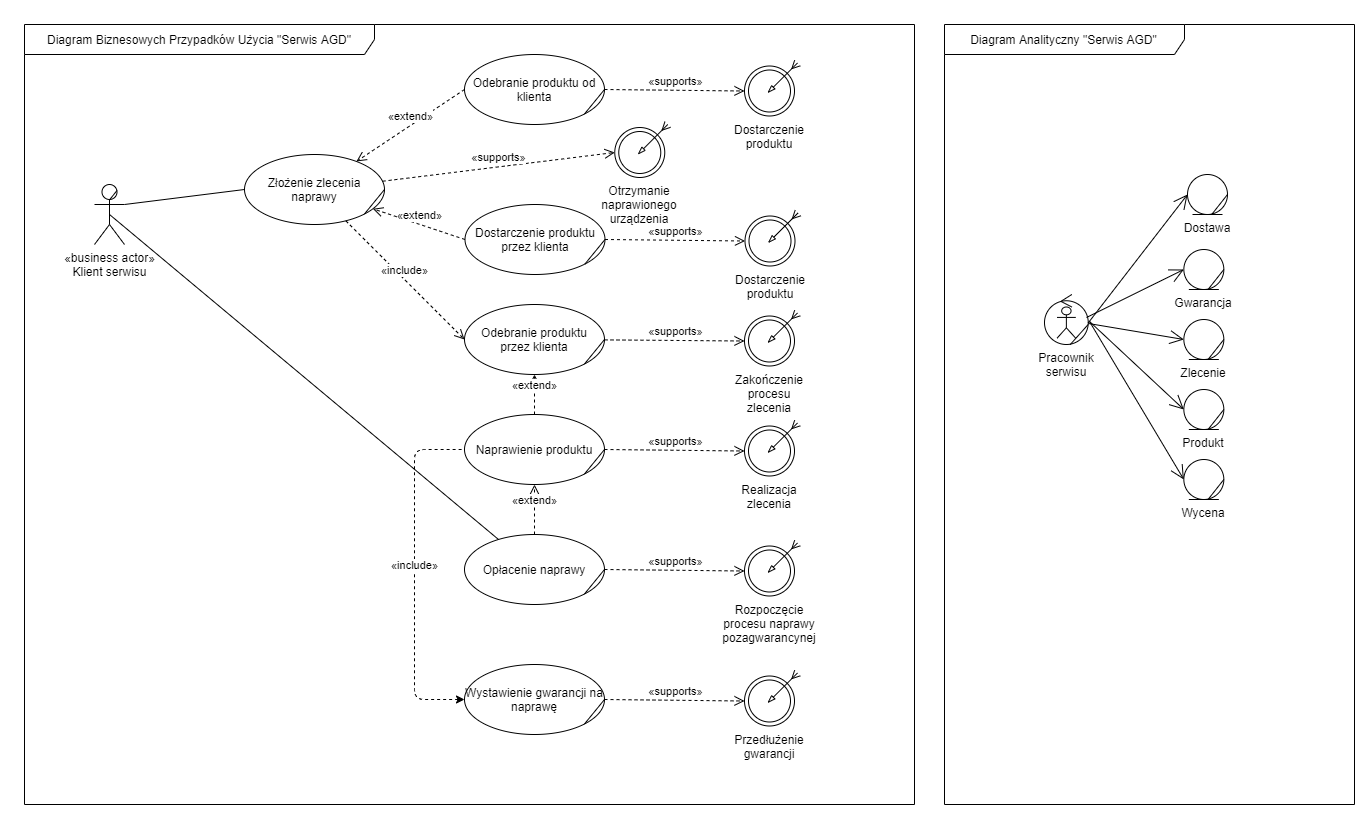 Diagram Biznesowych Przypadków Użycia "Serwis AGD"
Odebranie produktu od
klienta
«supports»
Dostarczenie
produktu
«extend»
Złożenie zlecenia
naprawy
«supports»
Otrzymanie
naprawionego
urządzenia
«business actor»
Klient serwisu
«extend»
Dostarczenie produktu
przez klienta
«supports»
Dostarczenie
produktu
«include»
Odebranie produktu
przez klienta
«supports»
Zakończenie
procesu
zlecenia
«extend»
Naprawienie produktu
«supports»
Realizacja
zlecenia
«extend»
«include»
Opłacenie naprawy
«supports»
Rozpoczęcie
procesu naprawy
pozagwarancynej
Wystawienie gwarancji na
naprawę
«supports»
Przedłużenie
gwarancji
Diagram Analityczny "Serwis AGD"
Pracownik
serwisu
Dostawa
Gwarancja
Zlecenie
Produkt
Wycena